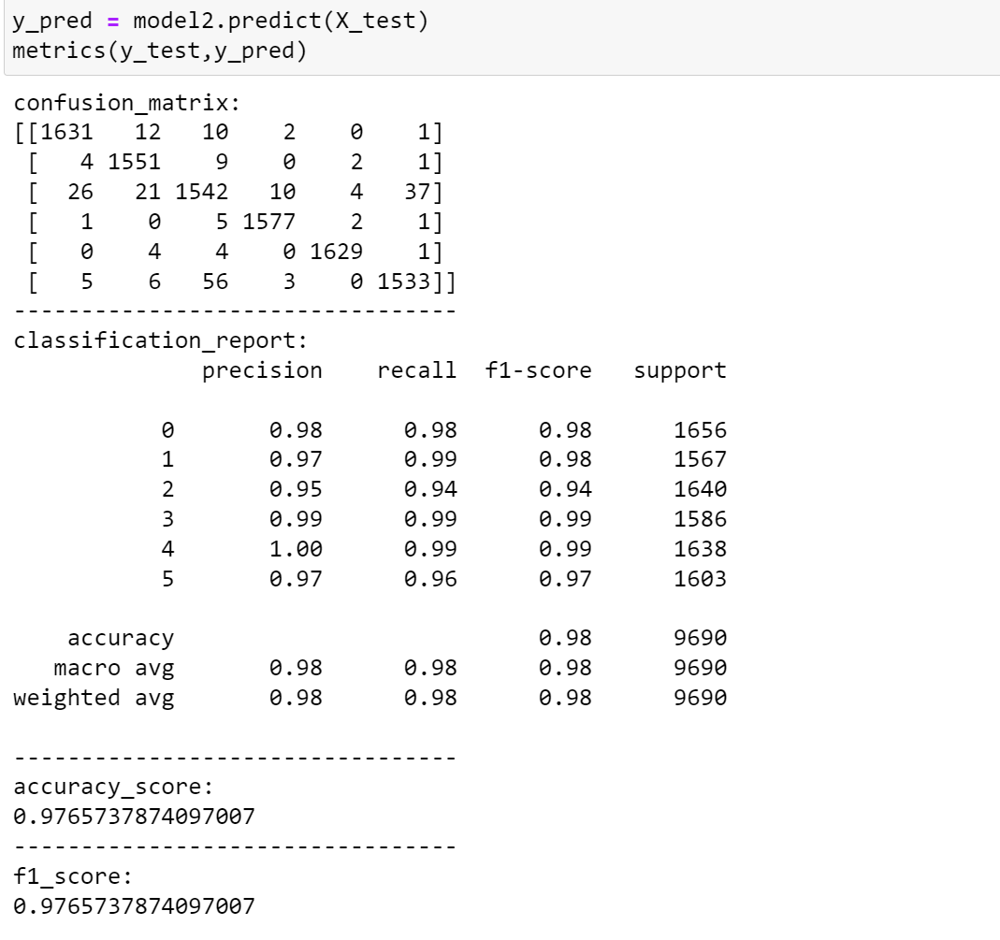 y_pred = model2.predict(X_test)
metrics(y_test,y_pred)
confusion_matrix:
[[1631   12   10    2    0    1]
 [   4 1551    9    0    2    1]
 [  26   21 1542   10    4   37]
 [   1    0    5 1577    2    1]
 [   0    4    4    0 1629    1]
 [   5    6   56    3    0 1533]]
---------------------------------
classification_report:
              precision    recall  f1-score   support
           0       0.98      0.98      0.98      1656
           1       0.97      0.99      0.98      1567
           2       0.95      0.94      0.94      1640
           3       0.99      0.99      0.99      1586
           4       1.00      0.99      0.99      1638
           5       0.97      0.96      0.97      1603
    accuracy                           0.98      9690
   macro avg       0.98      0.98      0.98      9690
weighted avg       0.98      0.98      0.98      9690
---------------------------------
accuracy_score:
0.9765737874097007
---------------------------------
f1_score:
0.9765737874097007